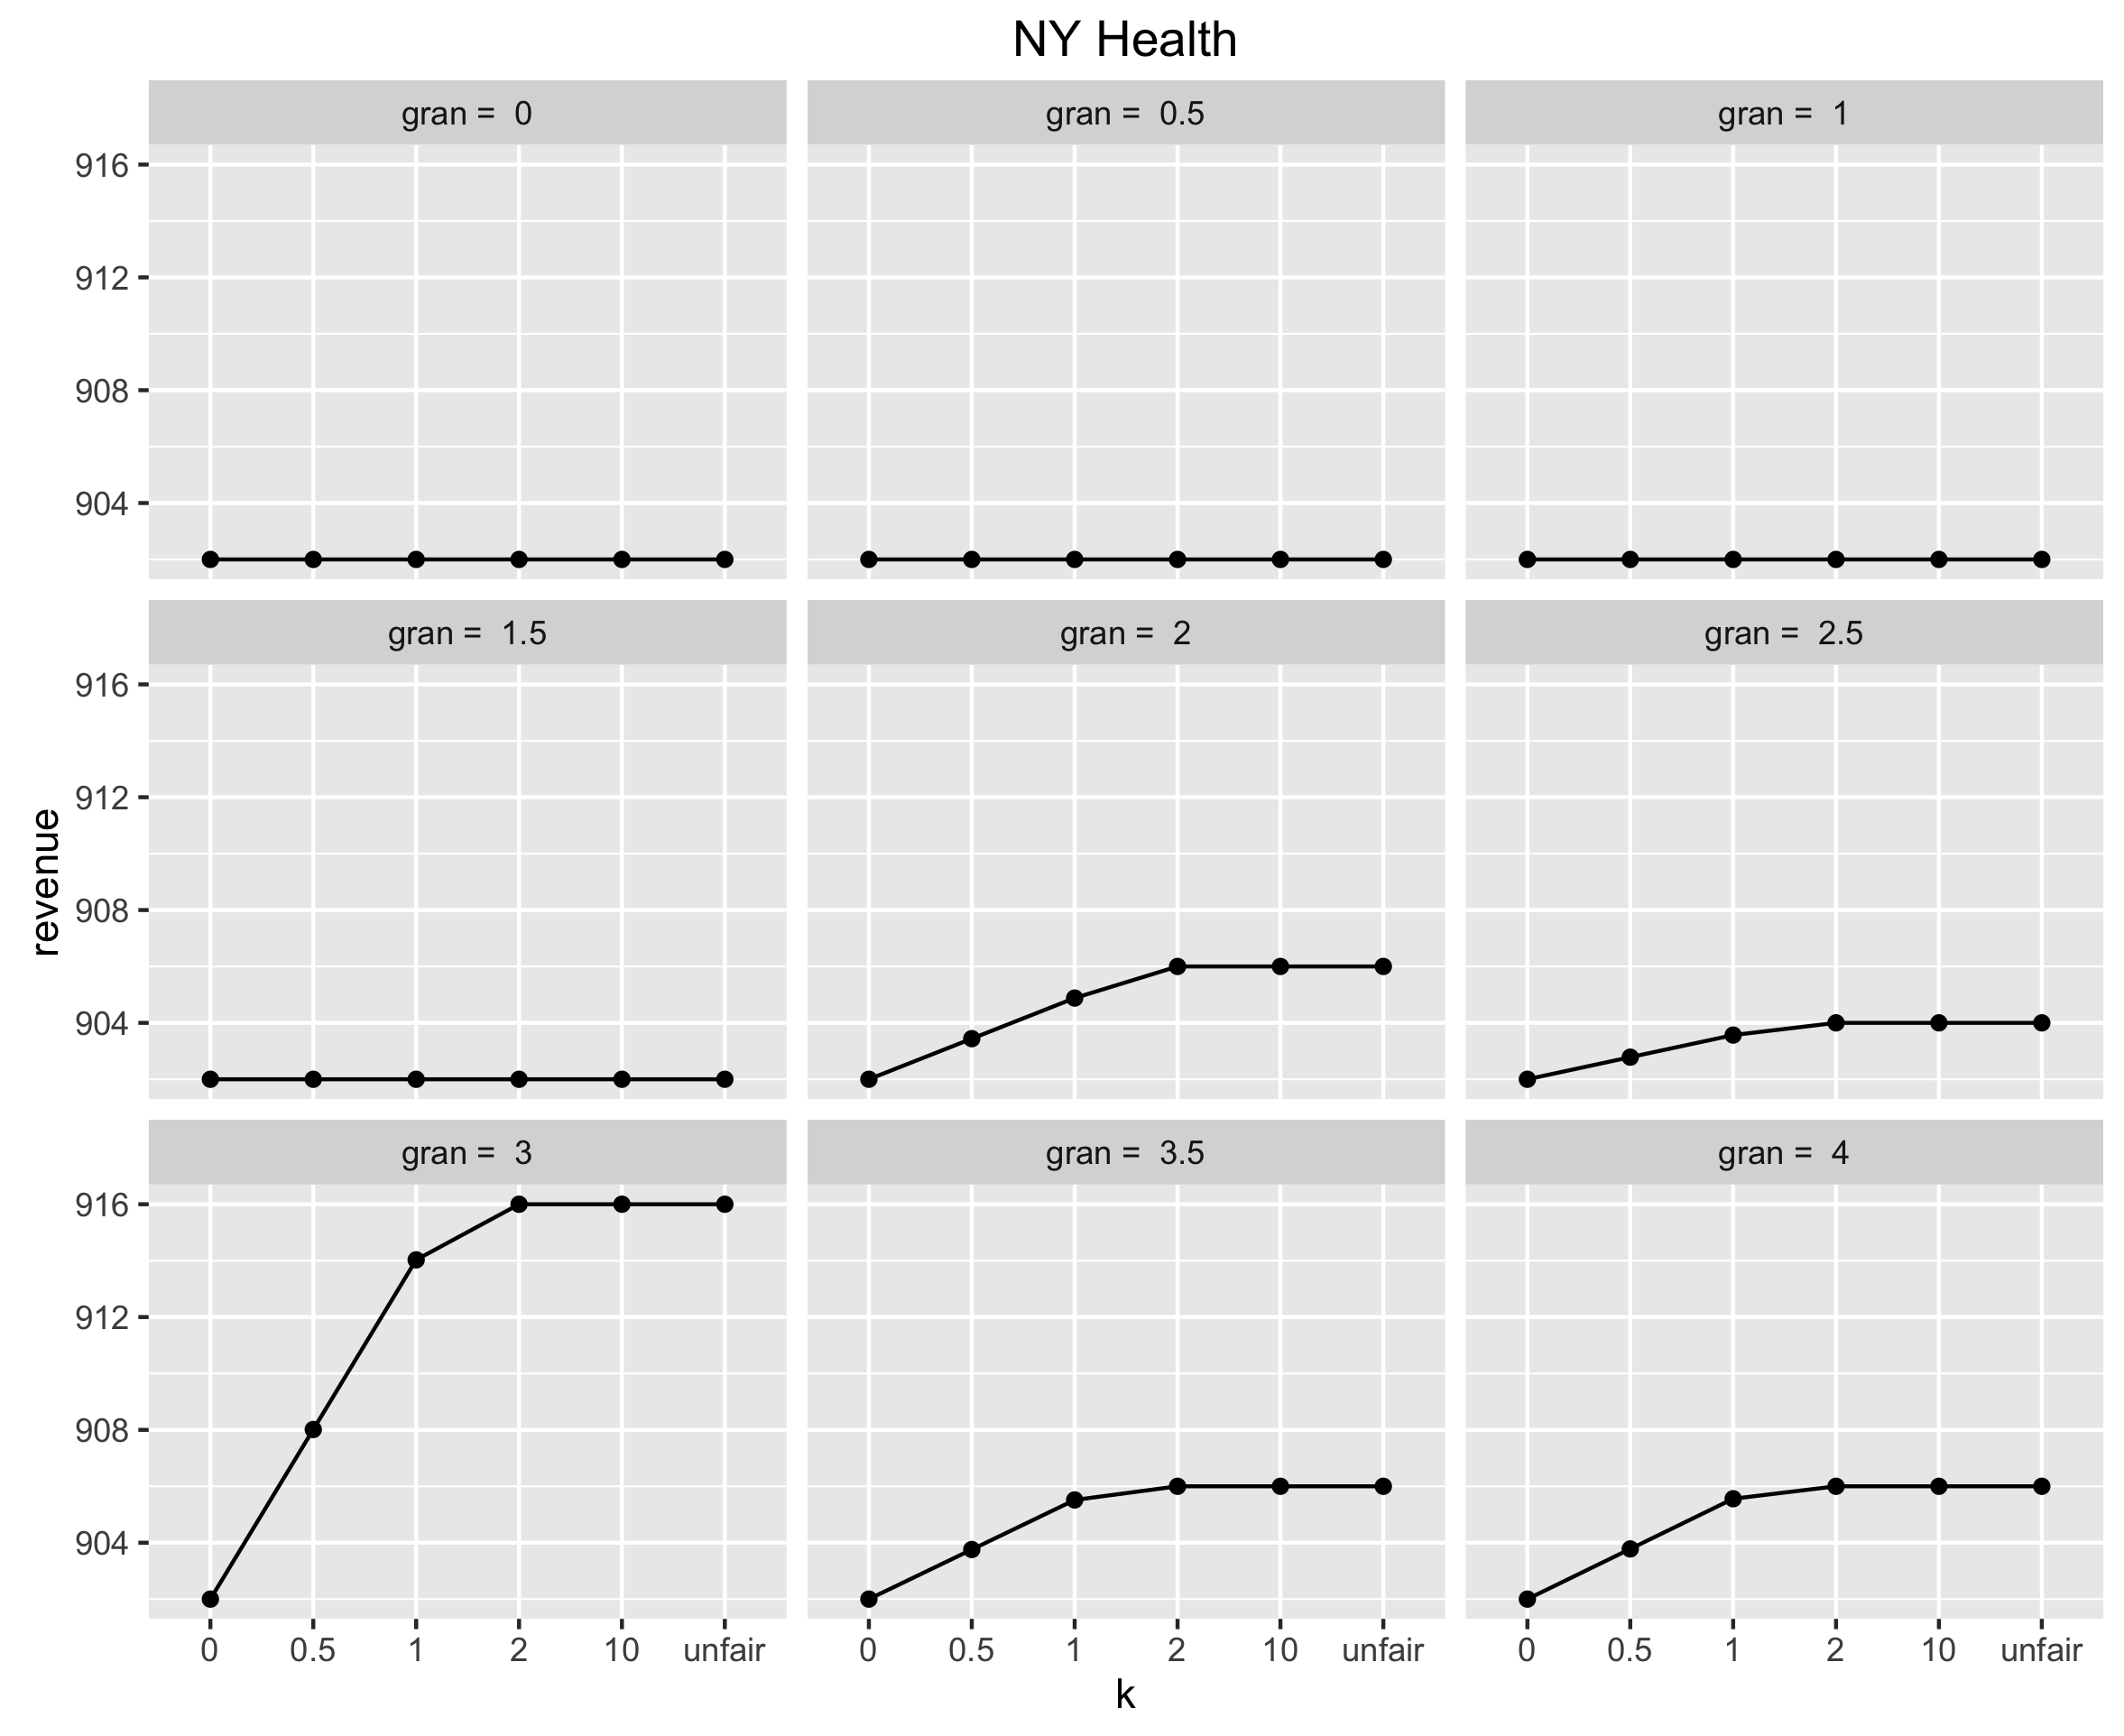 NY Health
gran =  0
gran =  0.5
gran =  1
916
912
908
904
gran =  1.5
gran =  2
gran =  2.5
916
912
908
904
revenue
gran =  3
gran =  3.5
gran =  4
916
912
908
904
0 0.5 1 2 10 unfair
0 0.5 1 2 10 unfair
0 0.5 1 2 10 unfair
k